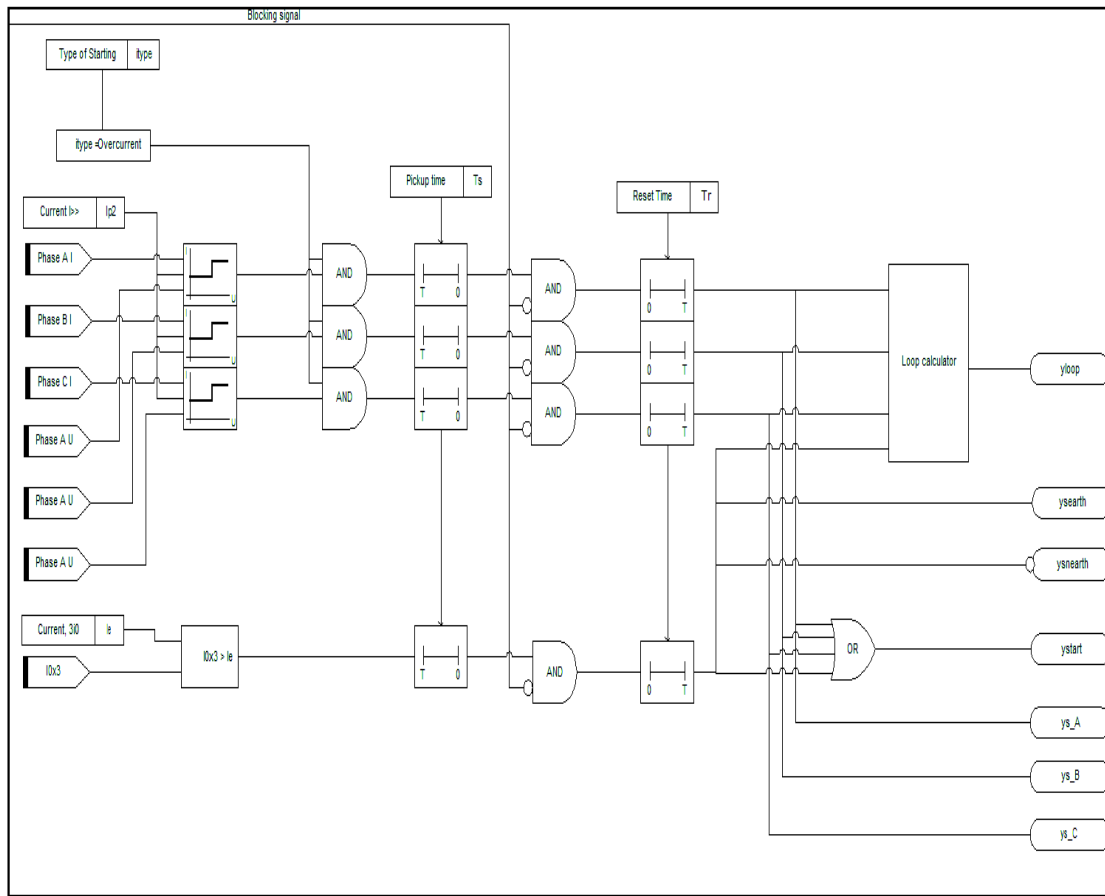 Blocking signal
Type of Starting itype
itype =Overcurrent
Pickup time Ts
Reset Time Tr
Current I>> Ip2
Phase A I
Phase B I
Phase C I
Phase A U
Phase A U
Phase A U
I
U
I
U
I
U
AND
AND
AND
T 0
T 0
T 0
AND
AND
AND
0 T
0 T
0 T
Loop calculator
yloop
ysearth
ysnearth
Current, 3i0 Ie
I0x3
I0x3 > Ie
T 0
AND
0 T
OR
ystart
ys_A
ys_B
ys_C